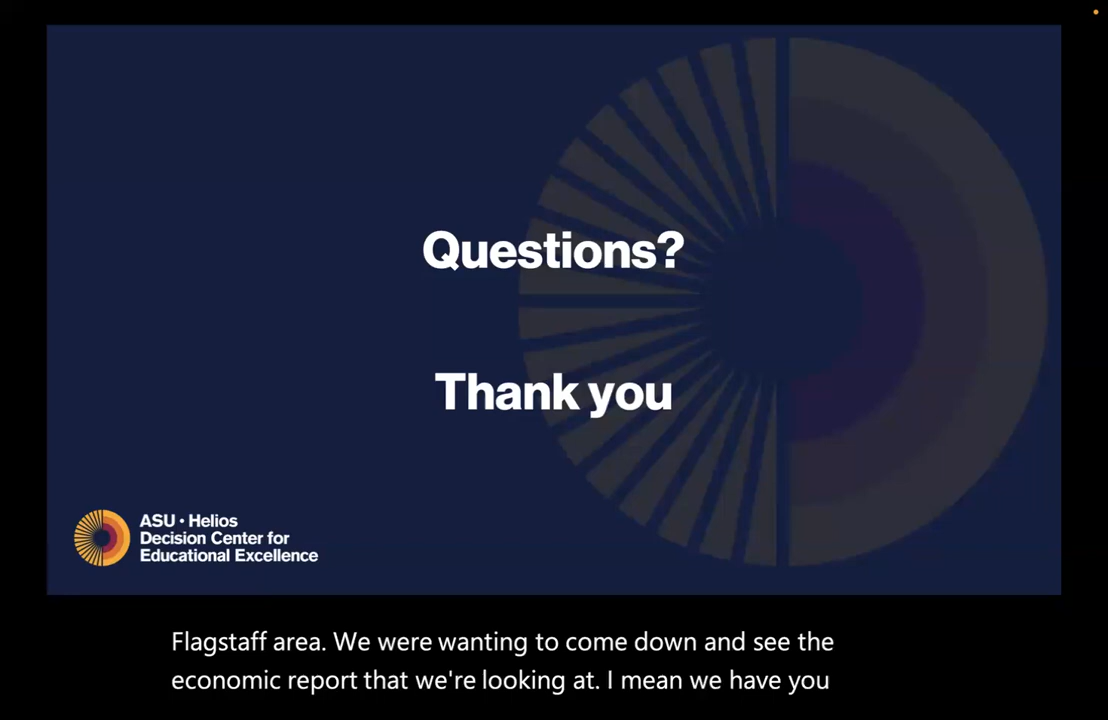 Questions?
Thank you
ASU • Helios
Decision Center for
Educational Excellence
Flagstaff area. We were wanting to come down and see the
economic report that we're looking at. I mean we have you